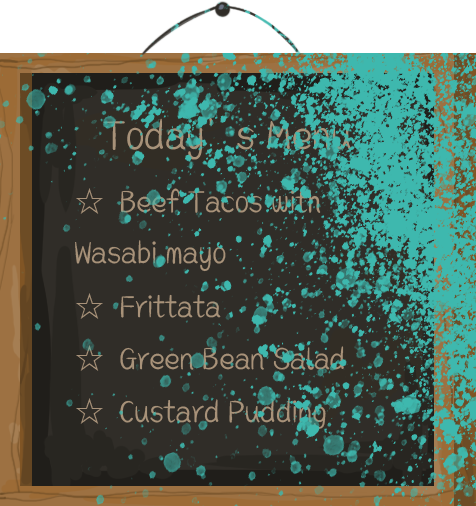 Today s Menu
☆ Beef Tacos with
Wasabi mayo
☆ Frittata
☆ Green Bean Salad
☆ Custard Pudding